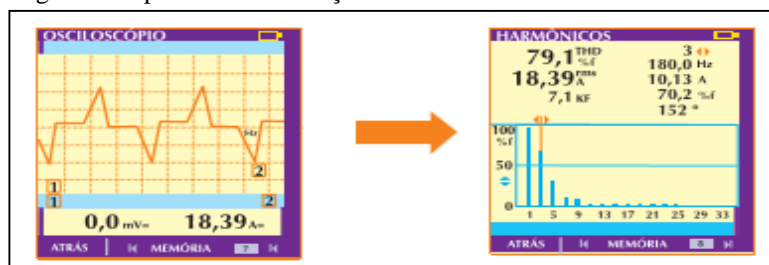 OSCILOSCÓPIO
Hz
2
1
1 2
0,0 mV= 18,39 A=
ATRÁS MEMÓRIA 7
HARMÔNICOS
79,1 THD %f
18,39 rms A
7,1 KF
3
180,0 Hz
10,13 A
70,2 %f
152 °
100
%f
50
0
1 5 9 13 17 21 25 29 33
ATRÁS MEMÓRIA 8